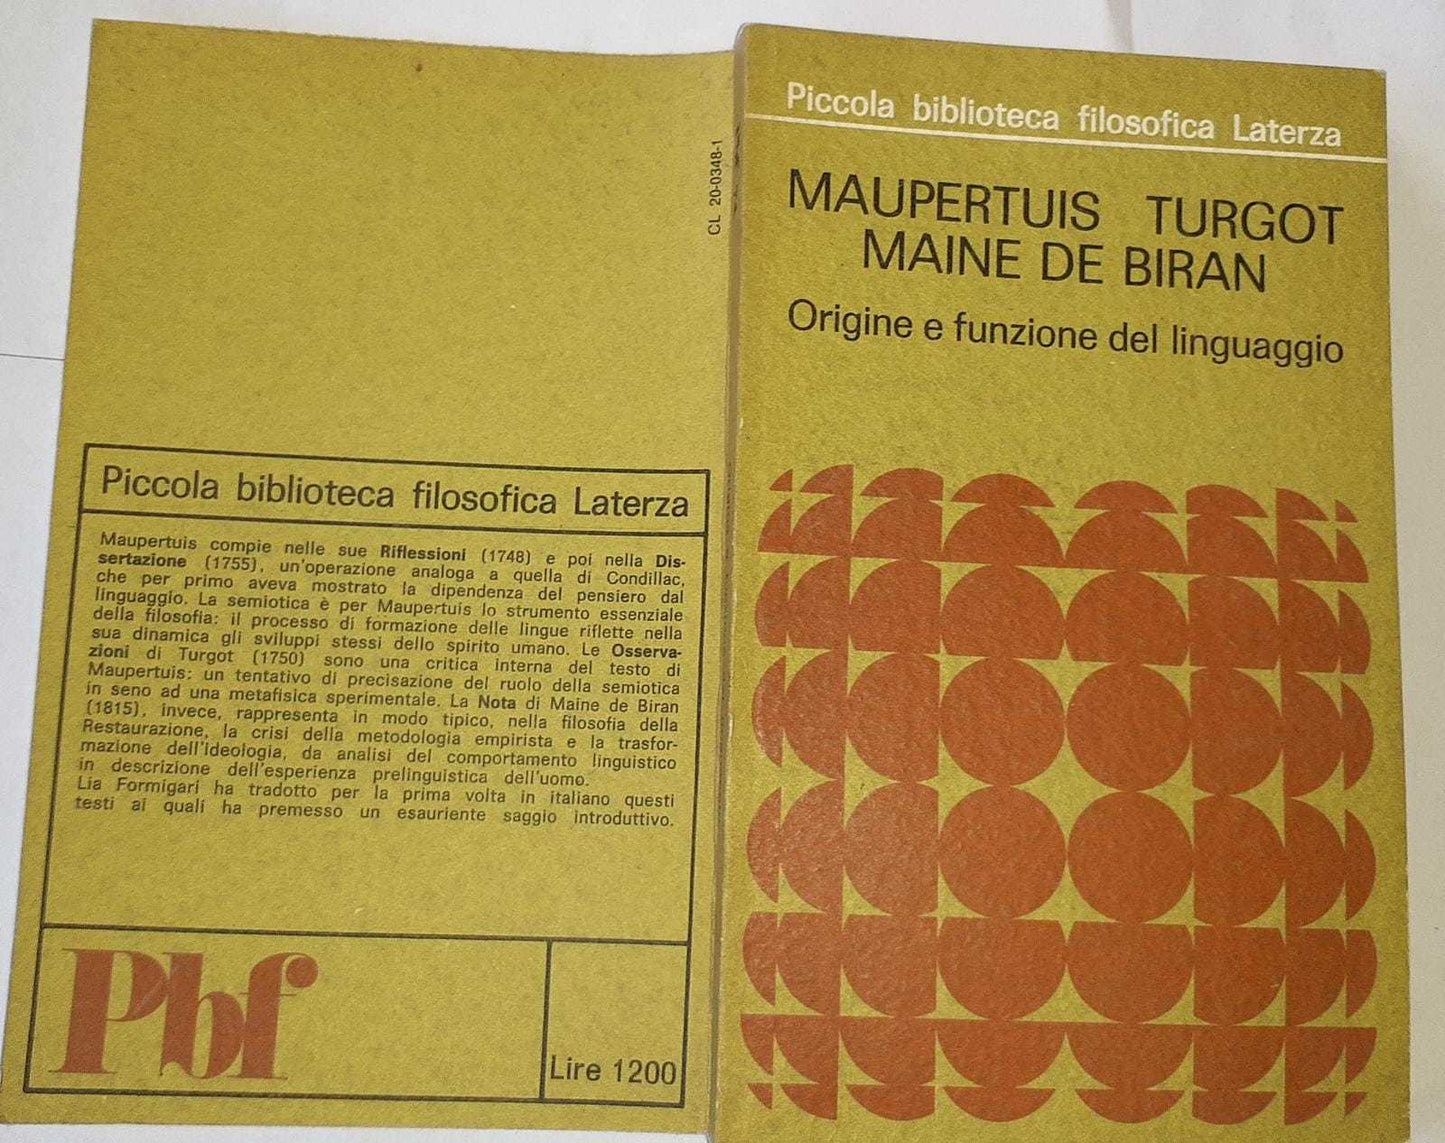 Piccola biblioteca filosofica Laterza
Maupertuis compie nelle sue Riflessioni (1748) e poi nella Dis-
sertazione (1755), un'operazione analoga a quella di Condillac,
che per primo aveva mostrato la dipendenza del pensiero dal
linguaggio. La semiotica è per Maupertuis lo strumento essenziale
della filosofia: il processo di formazione delle lingue riflette nella
sua dinamica gli sviluppi stessi dello spirito umano. Le Osserva-
zioni di Turgot (1750) sono una critica interna del testo di
Maupertuis: un tentativo di precisazione del ruolo della semiotica
in seno ad una metafisica sperimentale. La Nota di Maine de Biran
(1815), invece, rappresenta in modo tipico, nella filosofia della
Restaurazione, la crisi della metodologia empirista e la trasfor-
mazione dell'ideologia, da analisi del comportamento linguistico
in descrizione dell'esperienza prelinguistica dell'uomo.
Lia Formigari ha tradotto per la prima volta in italiano questi
testi ai quali ha premesso un esauriente saggio introduttivo.
Pbf
Lire 1200
CL 20-0348-1
Piccola biblioteca filosofica Laterza
MAUPERTUIS TURGOT
MAINE DE BIRAN
Origine e funzione del linguaggio